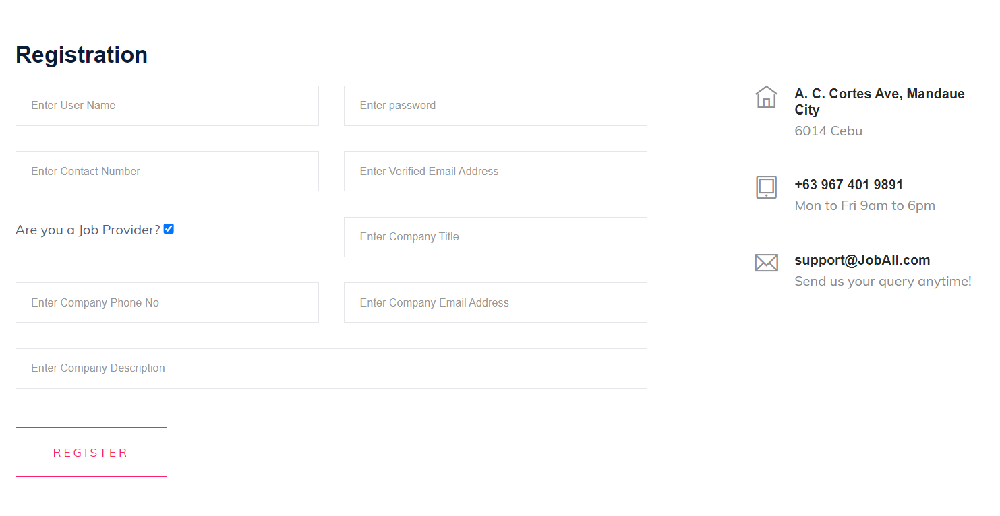 Registration
Enter User Name
Enter password
Enter Contact Number
Enter Verified Email Address
Are you a Job Provider?
Enter Company Title
Enter Company Phone No
Enter Company Email Address
Enter Company Description
REGISTER
A. C. Cortes Ave, Mandaue
City
6014 Cebu
+63 967 401 9891
Mon to Fri 9am to 6pm
support@JobAll.com
Send us your query anytime!